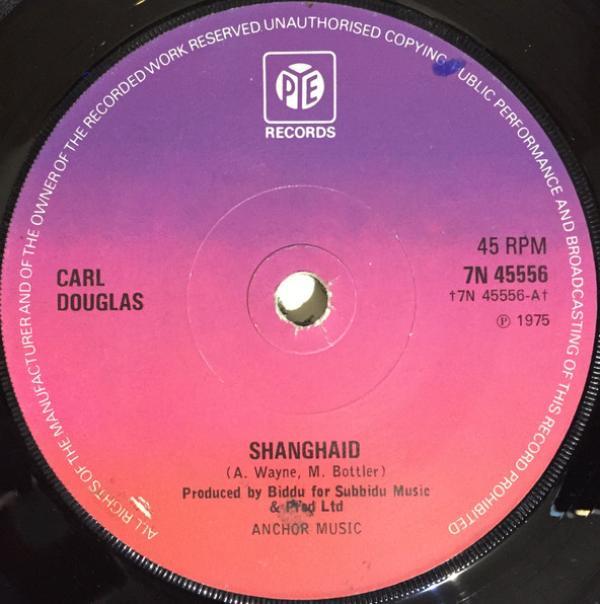 ALL RIGHTS OF THE MANUFACTURER AND OF THE OWNER OF THE RECORDED WORK RESERVED. UNAUTHORISED COPYING PUBLIC PERFORMANCE AND BROADCASTING OF THIS RECORD PROHIBITED
PYE
RECORDS
CARL
DOUGLAS
45 RPM
7N 45556
†7N 45556-A†
℗ 1975
SHANGHAID
(A. Wayne, M. Bottler)
Produced by Biddu for Subbidu Music
& Prod Ltd
ANCHOR MUSIC